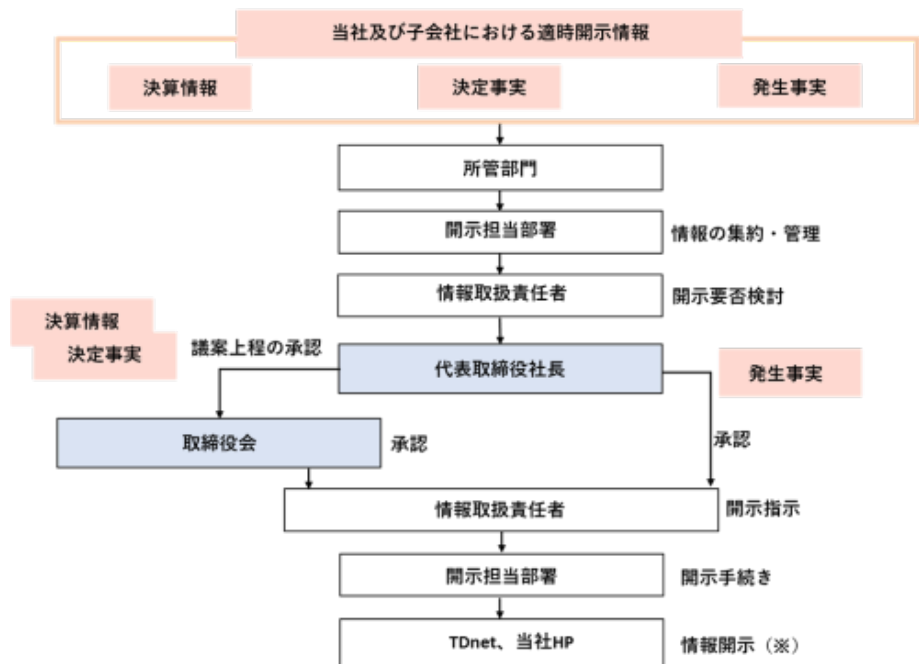 当社及び子会社における適時開示情報
決算情報
決定事実
発生事実
所管部門
開示担当部署
情報の集約・管理
情報取扱責任者
開示要否検討
決算情報
決定事実
議案上程の承認
代表取締役社長
発生事実
取締役会
承認
承認
情報取扱責任者
開示指示
開示担当部署
開示手続き
TDnet、当社HP
情報開示（※）